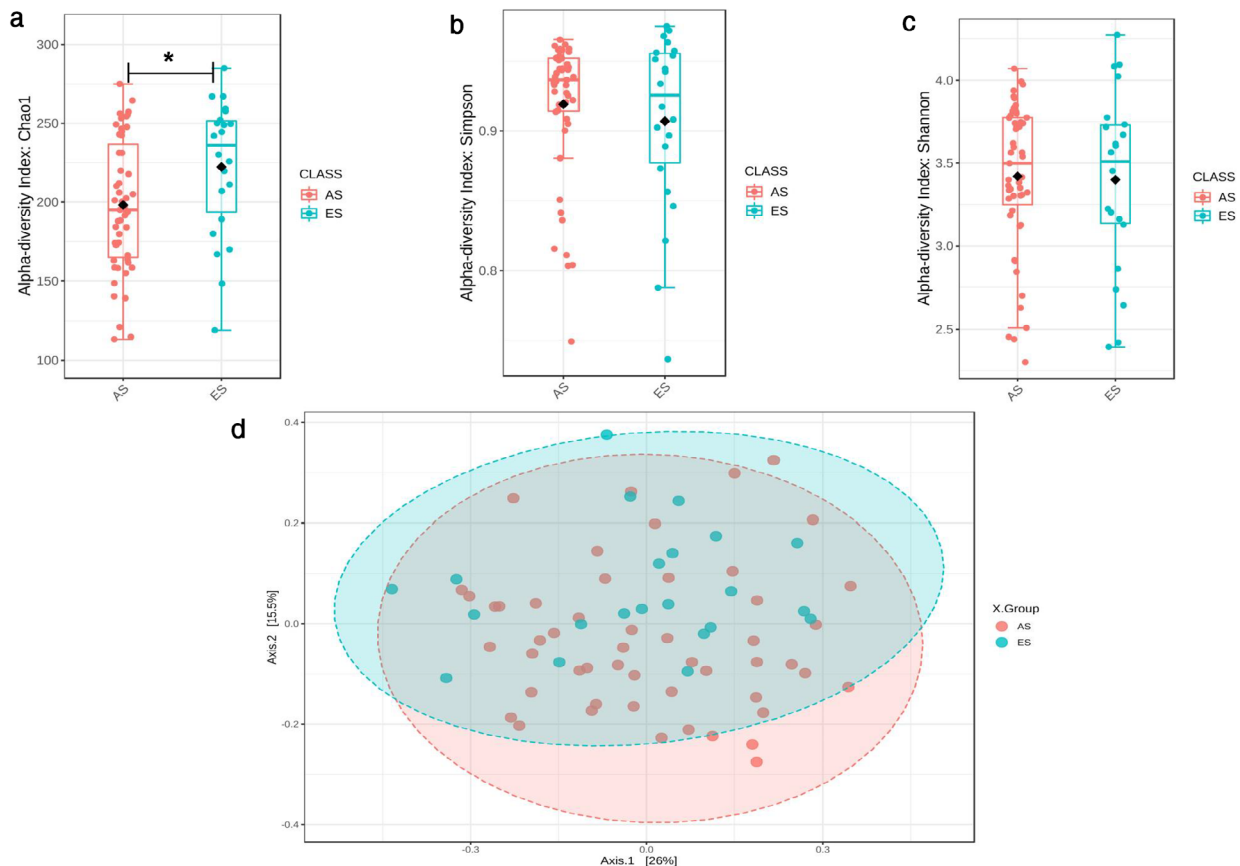 a
Alpha-diversity Index: Chao1
300
250
200
150
100
*
AS
ES
CLASS
AS
ES
b
Alpha-diversity Index: Simpson
0.9
0.8
AS
ES
CLASS
AS
ES
c
Alpha-diversity Index: Shannon
4.0
3.5
3.0
2.5
AS
ES
CLASS
AS
ES
d
Axis.2 [15.5%]
0.4
0.2
0.0
-0.2
-0.4
-0.3
0.0
0.3
Axis.1 [26%]
X.Group
AS
ES